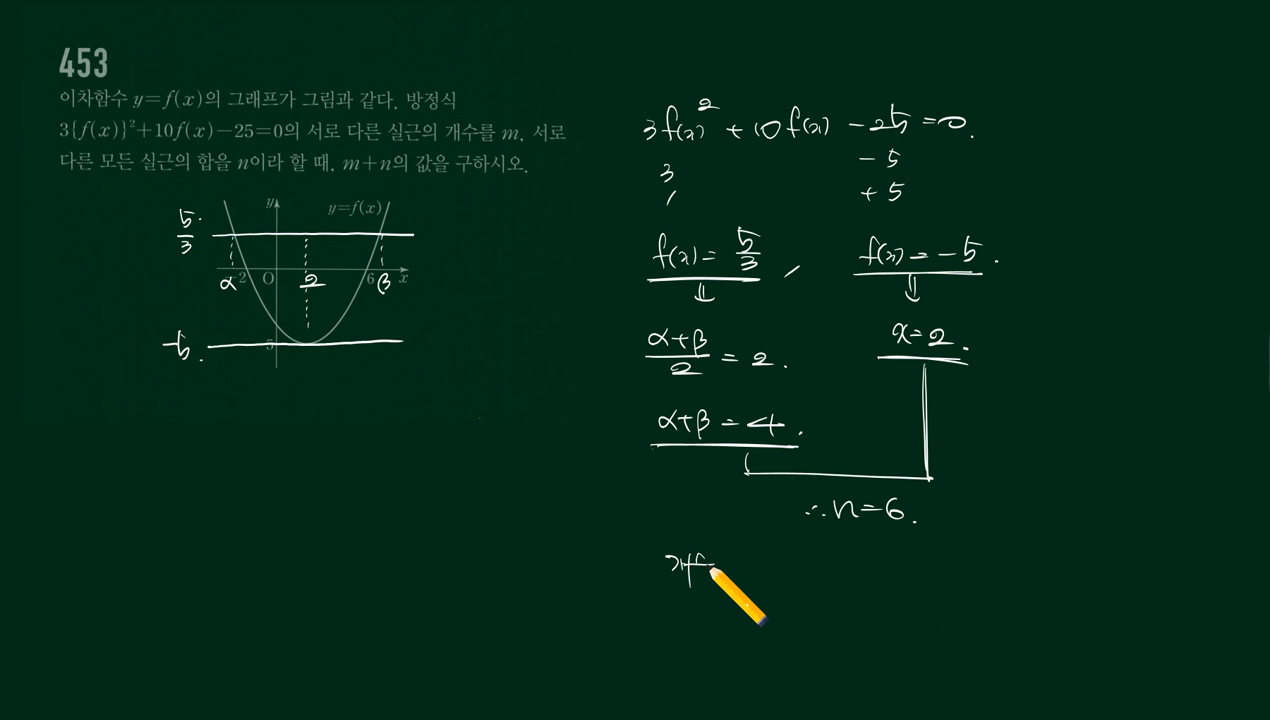 453
이차함수 y=f(x)의 그래프가 그림과 같다. 방정식
3{f(x)}²+10f(x)-25=0의 서로 다른 실근의 개수를 m, 서로
다른 모든 실근의 합을 n이라 할 때, m+n의 값을 구하시오.
y
y=f(x)
5/3
α -2 O 2 6 β x
-5
-5
3f(x)² + 10f(x) - 25 = 0.
3 -5
1 +5
f(x) = 5/3 , f(x) = -5.
⇓ ⇓
(α+β)/2 = 2. x=2.
α+β = 4.
∴ n=6.